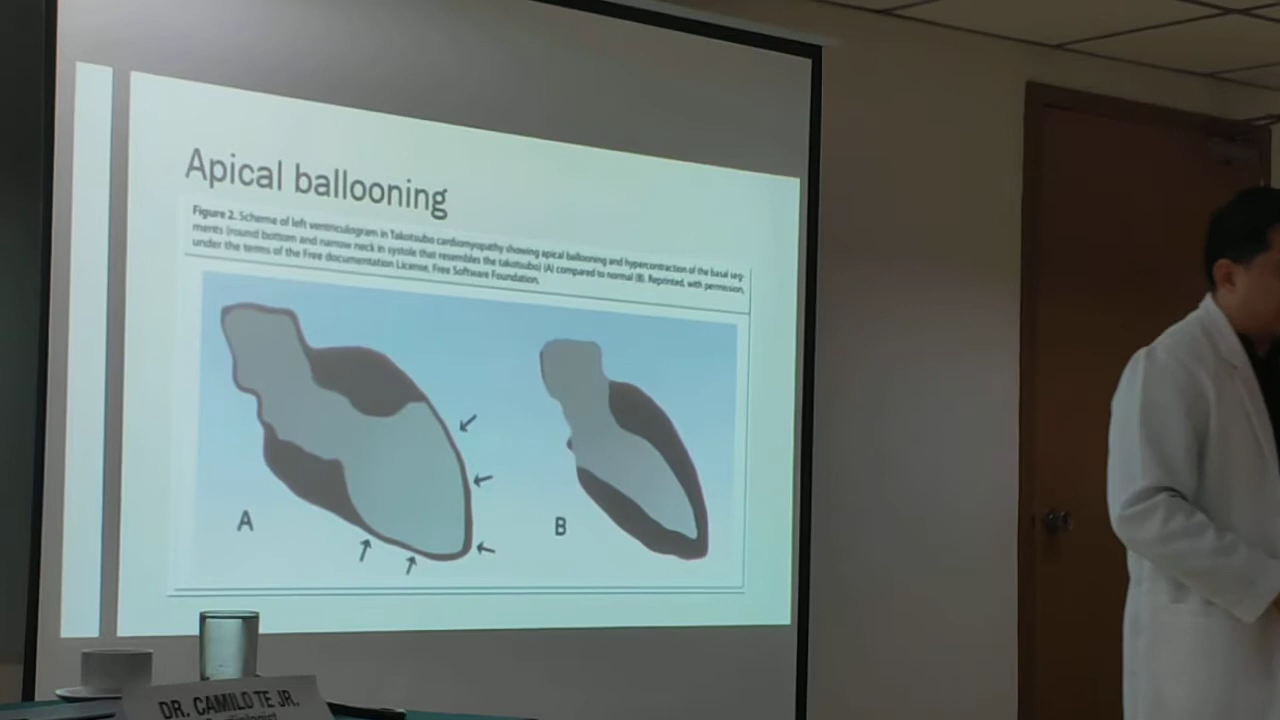 Apical ballooning
Figure 2. Scheme of left ventriculogram in Takotsubo cardiomyopathy showing apical ballooning and hypercontraction of the basal seg-
ments (round bottom and narrow neck in systole that resembles the takotsubo) (A) compared to normal (B). Reprinted, with permission,
under the terms of the Free documentation License, Free Software Foundation.
A
B
DR. CAMILO TE JR.